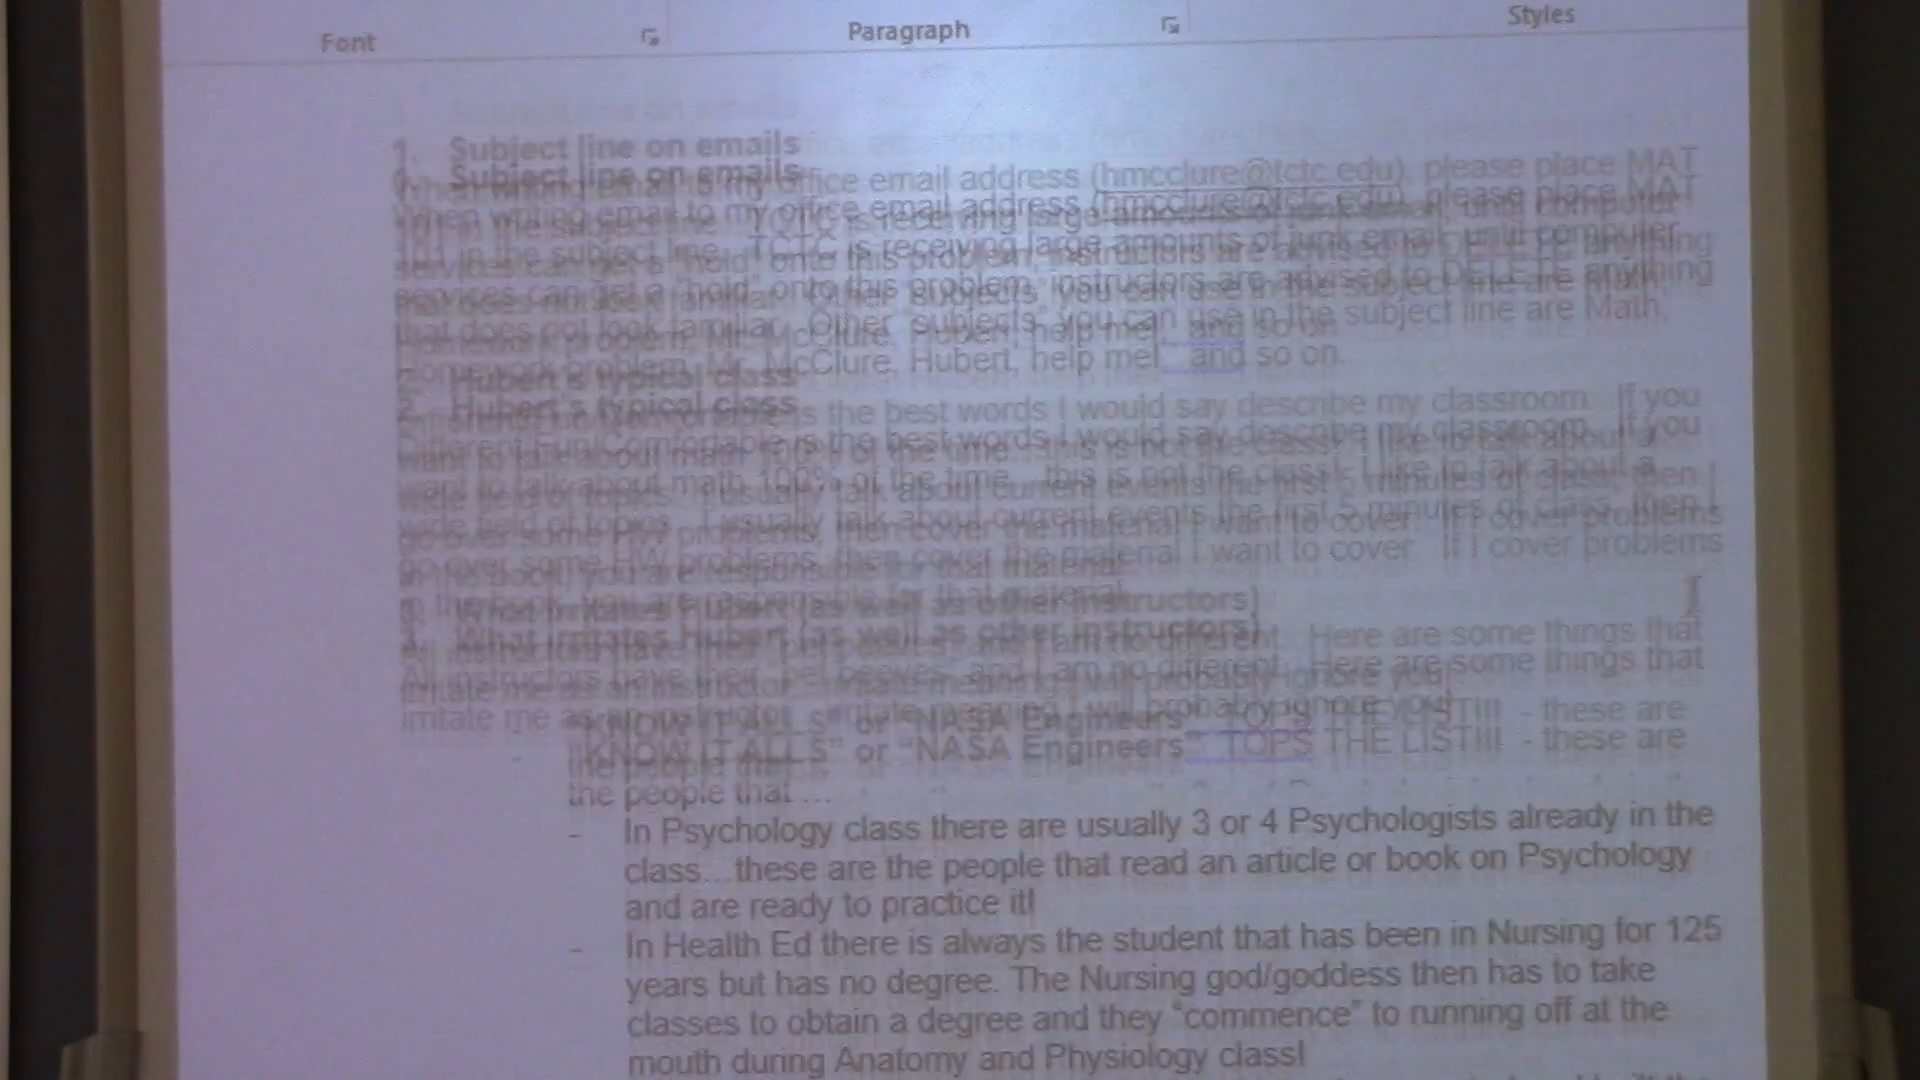 Font
Paragraph
Styles
1. Subject line on emails
When writing email to my office email address (hmcclure@tctc.edu), please place MAT
101 in the subject line. TCTC is receiving large amounts of junk email, until computer
services can get a "hold" onto this problem, instructors are advised to DELETE anything
that does not look familiar. Other "subjects" you can use in the subject line are Math,
Homework problem, Mr. McClure, Hubert, help me!, and so on.
2. Hubert's typical class
Different/Fun/Comfortable is the best words I would say describe my classroom. If you
want to talk about math 100% of the time... this is not the class! I like to talk about a
wide field of topics. I usually talk about current events the first 5 minutes of class, then I
go over some HW problems, then cover the material I want to cover. If I cover problems
in the book, you are responsible for that material.
3. What irritates Hubert (as well as other instructors)
All instructors have their "pet peeves" and I am no different. Here are some things that
irritate me as an instructor - irritate meaning I will probably ignore you!
"KNOW IT ALLS" or "NASA Engineers" TOPS THE LIST!!! - these are
the people that ...
- In Psychology class there are usually 3 or 4 Psychologists already in the
class...these are the people that read an article or book on Psychology
and are ready to practice it!
- In Health Ed there is always the student that has been in Nursing for 125
years but has no degree. The Nursing god/goddess then has to take
classes to obtain a degree and they "commence" to running off at the
mouth during Anatomy and Physiology class!